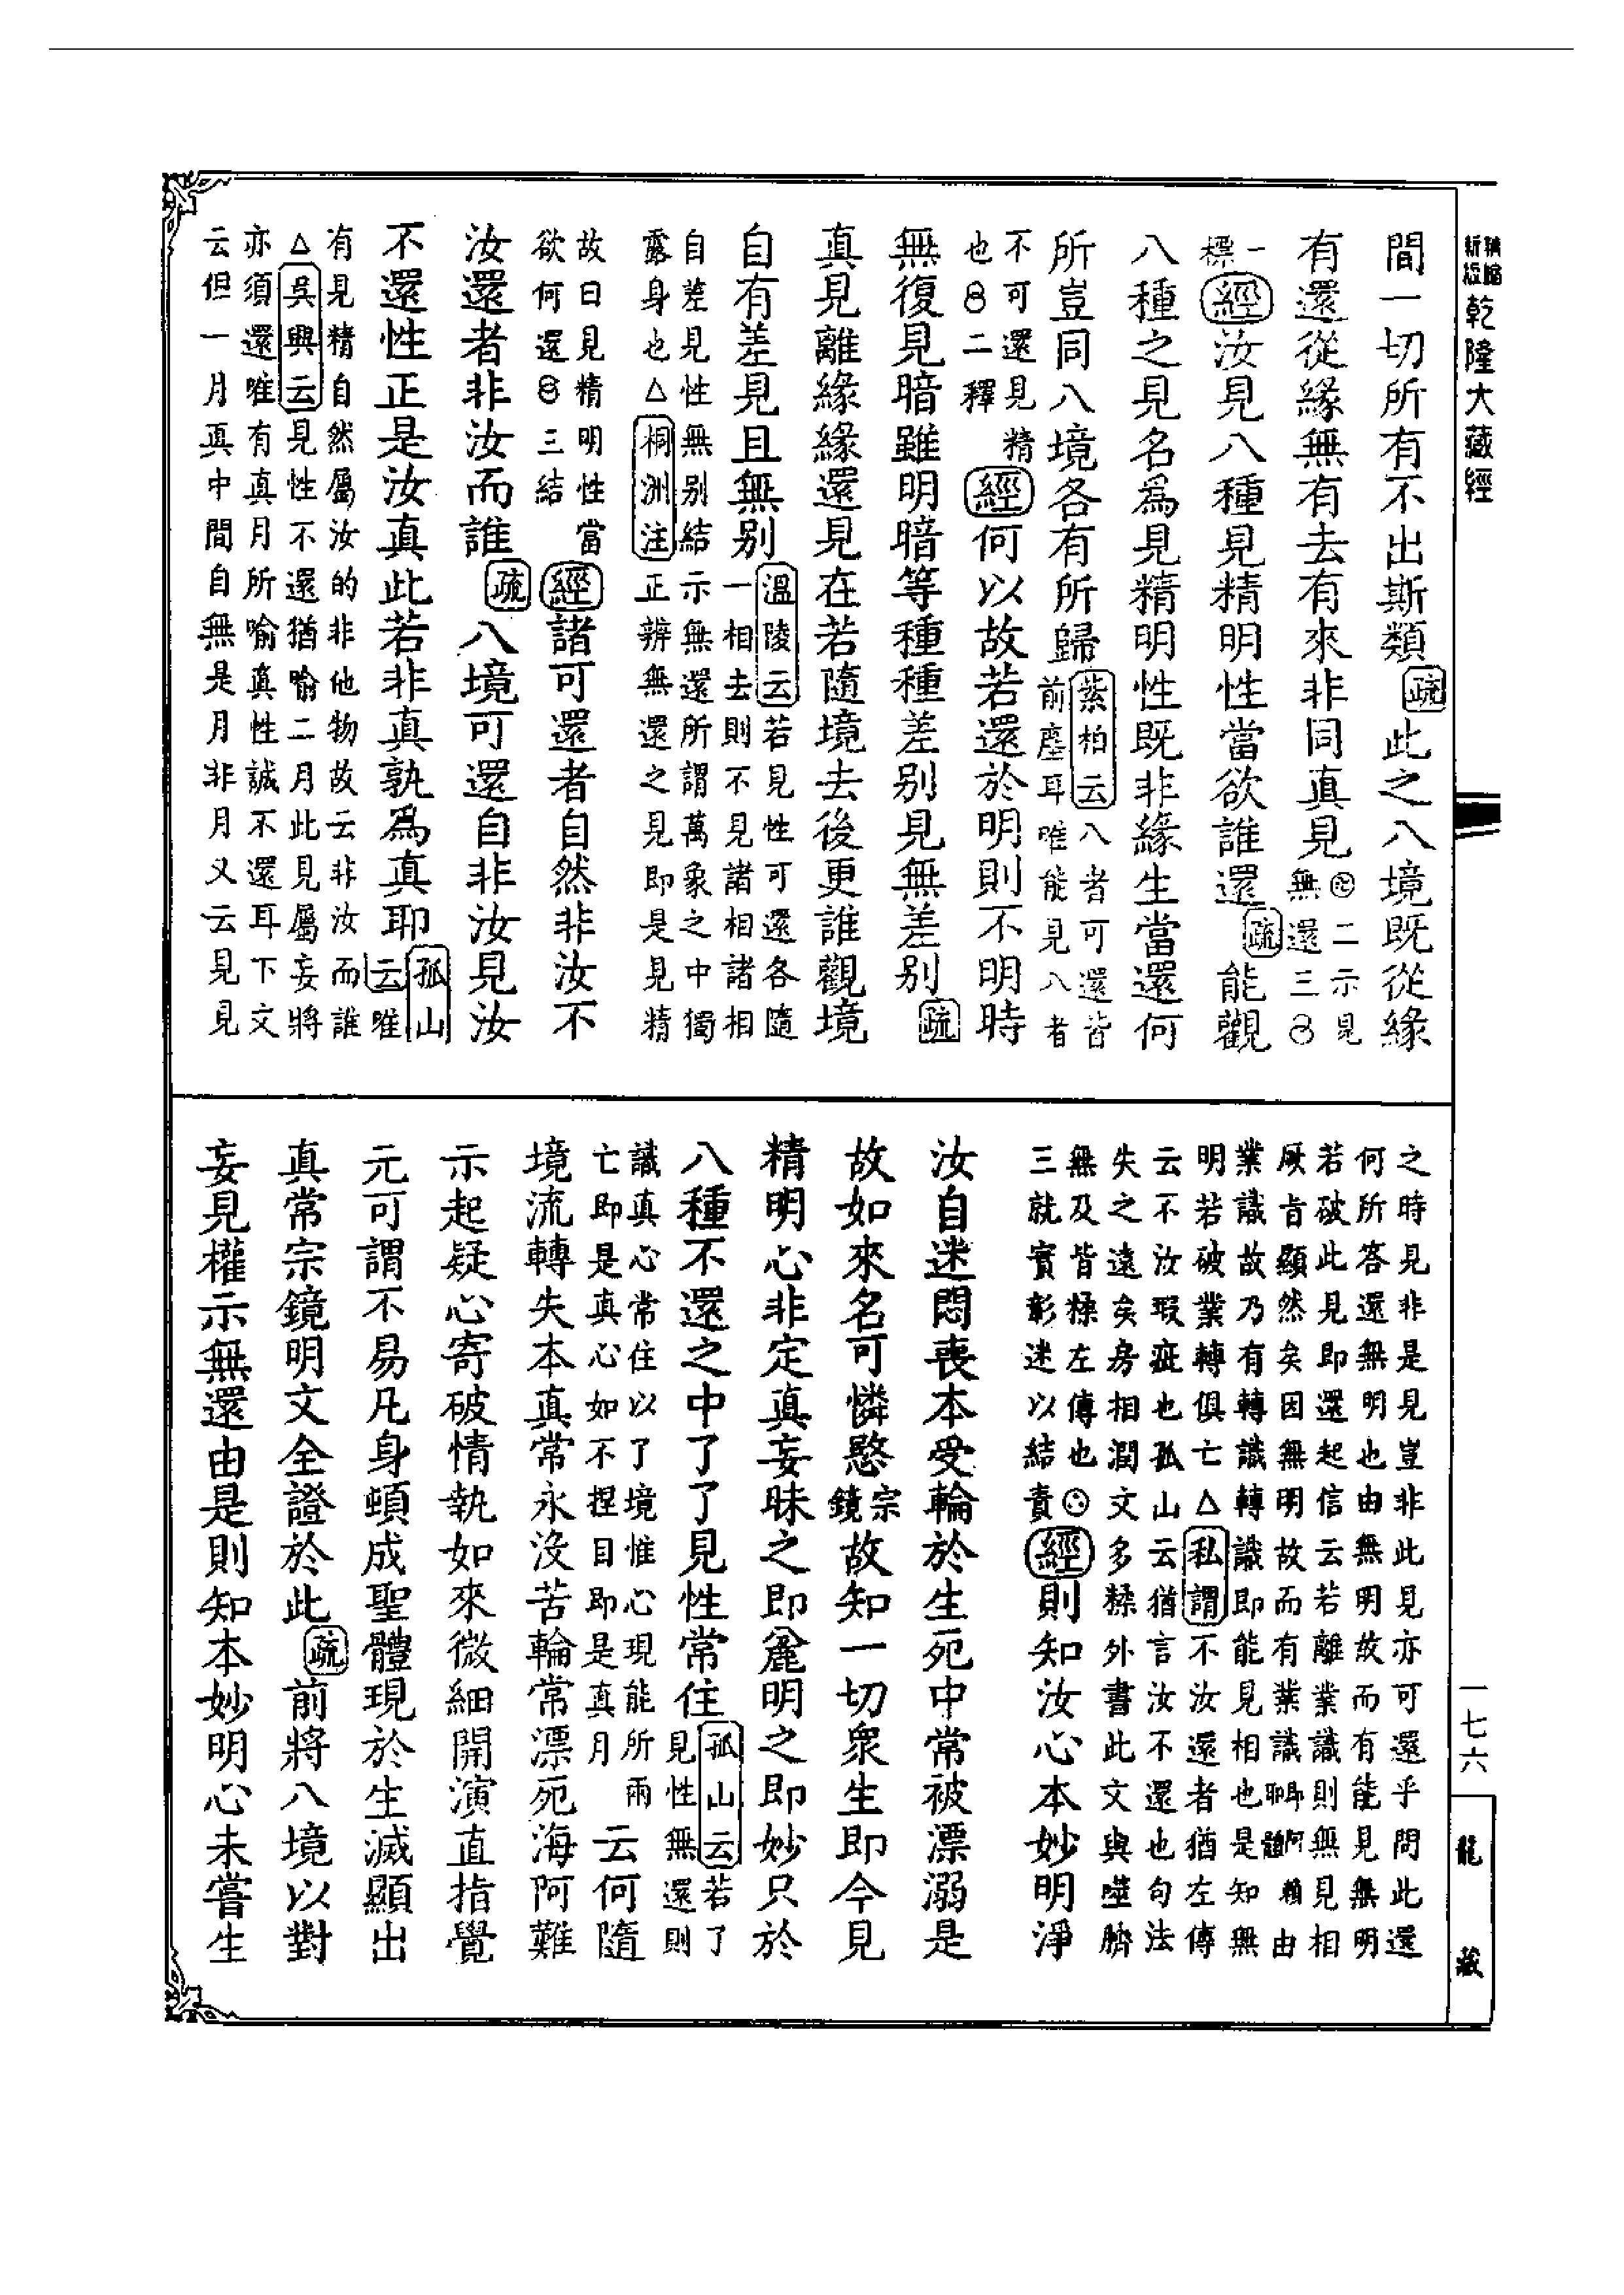 乾隆大藏經
間一切所有不出斯類疏此之八境既從緣
有還從緣無有去有來非同真見二示見
無還三
一
標經汝見八種見精明性當欲誰還疏能觀
八種之見名為見精明性既非緣生當還何
所豈同八境各有所歸紫柏云八者可還皆
前塵耳唯能見八者
不可還見精
也二釋經何以故若還於明則不明時
無復見暗雖明暗等種種差别見無差别疏
真見離緣緣還見在若隨境去後更誰觀境
自有差見且無别溫陵云若見性可還各隨
一相去則不見諸相諸相
自差見性無别結示無還所謂萬象之中獨
露身也△桐洲注正辨無還之見即是見精
故曰見精明性當
欲何還三結經諸可還者自然非汝不
汝還者非汝而誰疏八境可還自非汝見汝
不還性正是汝真此若非真孰為真耶孤山
云唯
有見精自然屬汝的非他物故云非汝而誰
△吳興云見性不還猶喻二月此見屬妄將
亦須還唯有真月所喻真性誠不還耳下文
云但一月真中間自無是月非月又云見見
之時見非是見見豈非此見亦可還乎問此還
何所答還無明也由無明故而有能見無明
若破此見即還起信云若離業識則無見相
厥旨顯然矣因無明故而有業識阿賴由
業識故乃有轉識轉識即能見相也是知無
明若破業轉俱亡△私謂不汝還者猶左傳
云不汝瑕疵也孤山云猶言汝不還也句法
失之遠矣房相潤文多糅外書此文與噬臍
無及皆糅左傳也
三就實彰迷以結責經則知汝心本妙明淨
汝自迷悶喪本受輪於生死中常被漂溺是
故如來名可憐愍宗鏡故知一切衆生即今見
精明心非定真妄昧之即麄明之即妙只於
八種不還之中了了見性常住孤山云若了
見性無還則
識真心常住以了境惟心現能所兩
亡即是真心如不捏目即是真月云何隨
境流轉失本真常永沒苦輪常漂死海阿難
示起疑心寄破情執如來微細開演直指覺
元可謂不易凡身頓成聖體現於生滅顯出
真常宗鏡明文全證於此疏前將八境以對
妄見權示無還由是則知本妙明心未嘗生
一七六
龍藏